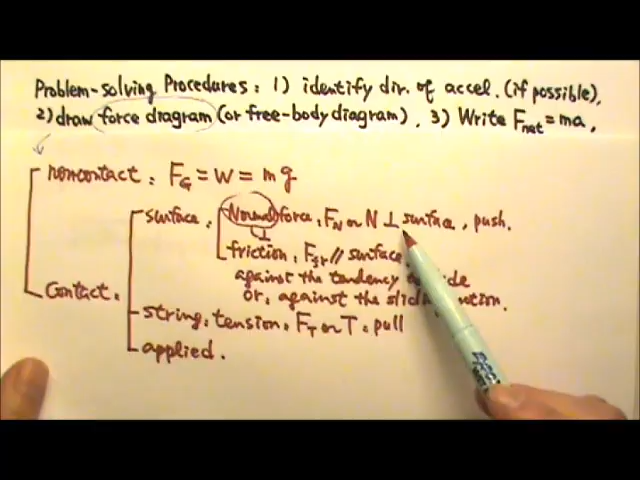 Problem-solving Procedures: 1) identify dir. of accel. (if possible),
2) draw force diagram (or free-body diagram), 3) Write Fnet = ma,
noncontact: FG = W = mg
surface: Normal force: FN or N ⊥ surface, push.
⊥
friction: Ffr // surface
against the tendency to slide
Contact: or, against the sliding motion.
string: tension: FT or T: pull
applied.